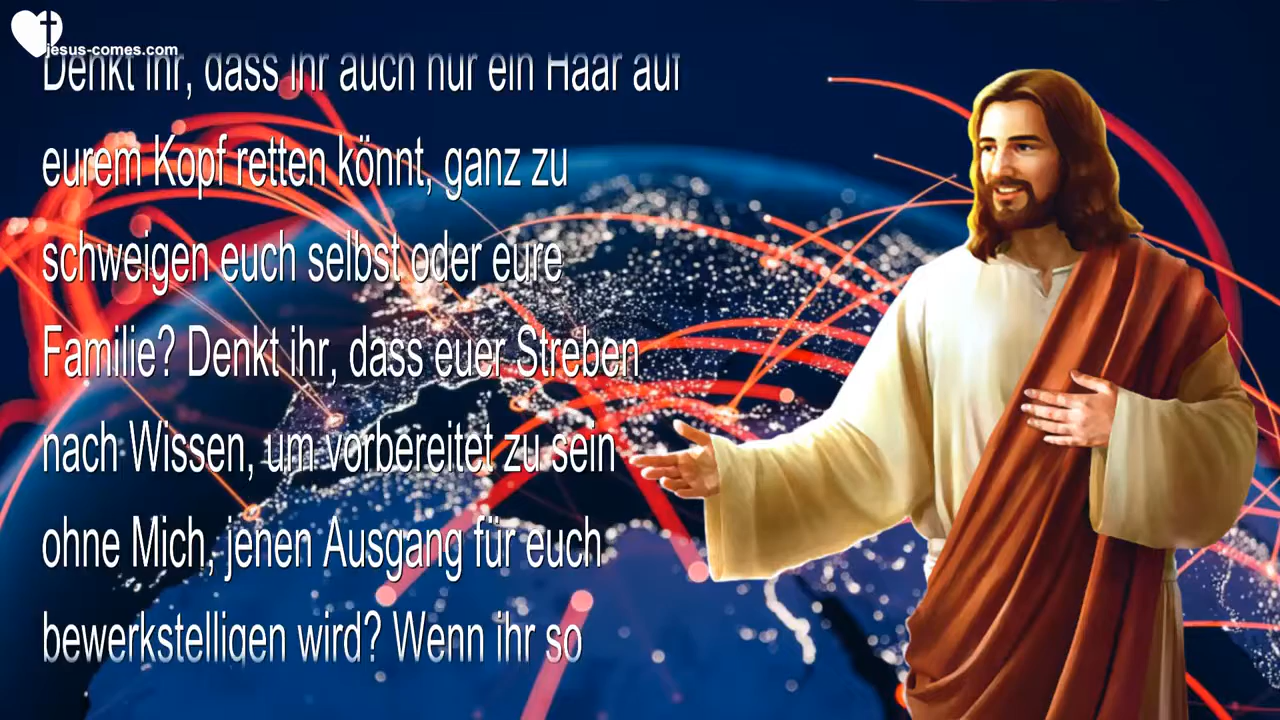 jesus-comes.com
Denkt ihr, dass ihr auch nur ein Haar auf
eurem Kopf retten könnt, ganz zu
schweigen euch selbst oder eure
Familie? Denkt ihr, dass euer Streben
nach Wissen, um vorbereitet zu sein
ohne Mich, jenen Ausgang für euch
bewerkstelligen wird? Wenn ihr so